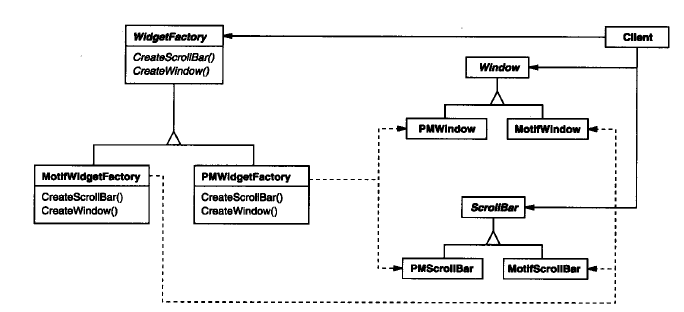 WidgetFactory
CreateScrollBar()
CreateWindow()
Client
Window
PMWindow
MotifWindow
MotifWidgetFactory
CreateScrollBar()
CreateWindow()
PMWidgetFactory
CreateScrollBar()
CreateWindow()
ScrollBar
PMScrollBar
MotifScrollBar